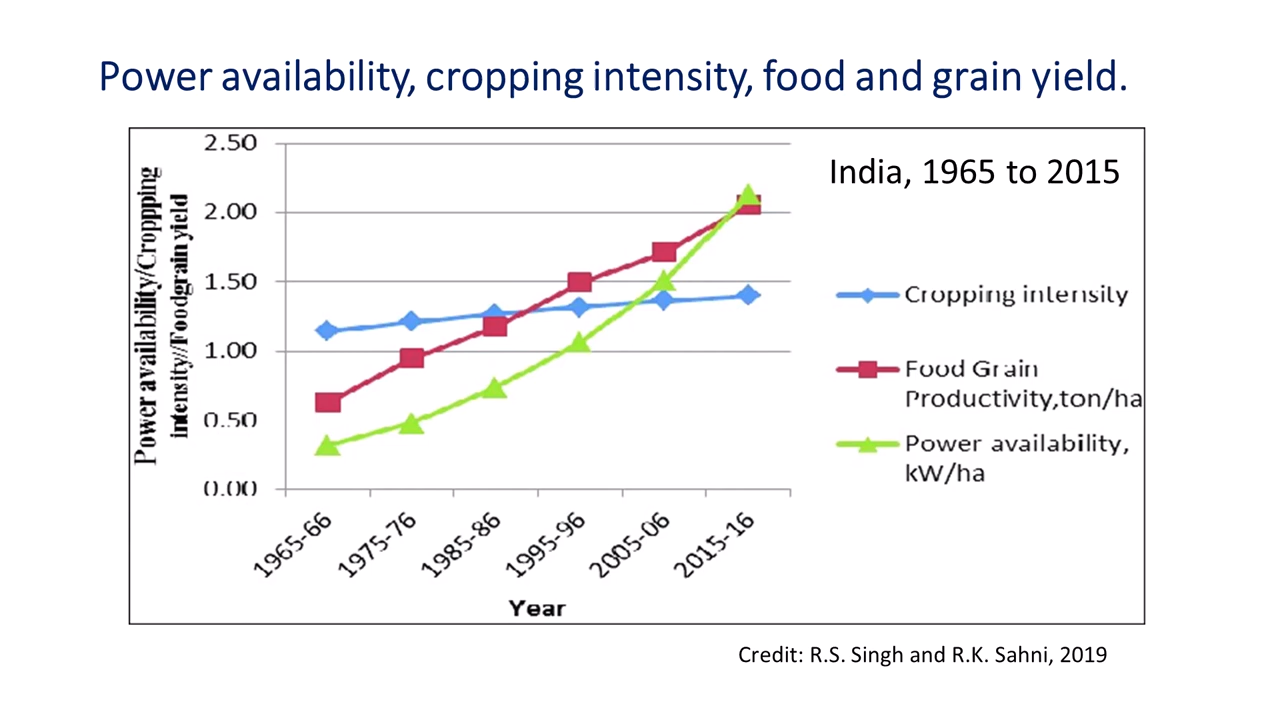 Power availability, cropping intensity, food and grain yield.
India, 1965 to 2015
Power availability/Croppping
intensity//Foodgrain yield
2.50
2.00
1.50
1.00
0.50
0.00
1965-66
1975-76
1985-86
1995-96
2005-06
2015-16
Year
Cropping intensity
Food Grain
Productivity,ton/ha
Power availability,
kW/ha
Credit: R.S. Singh and R.K. Sahni, 2019